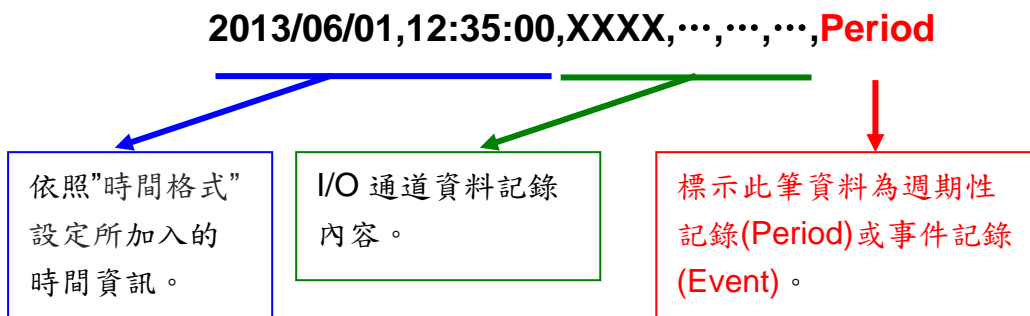 2013/06/01,12:35:00,XXXX,⋯,⋯,⋯,Period
依照”時間格式”
設定所加入的
時間資訊。
I/O 通道資料記錄
內容。
標示此筆資料為週期性
記錄(Period)或事件記錄
(Event)。